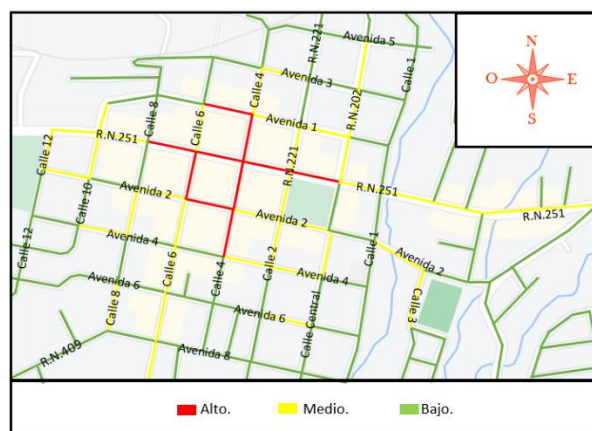 Avenida 5
R.N.221
Calle 1
N
O
E
S
Calle 4
Avenida 3
R.N.202
Calle 8
Calle 6
Avenida 1
Calle 12
R.N.251
R.N.221
Calle 10
Avenida 2
R.N.251
R.N.251
Calle 12
Avenida 4
Avenida 2
Calle 1
Avenida 2
Calle 6
Calle 4
Calle 2
Avenida 4
Avenida 6
Calle 8
Avenida 6
Calle Central
Calle 3
R.N.409
Avenida 8
Alto.
Medio.
Bajo.